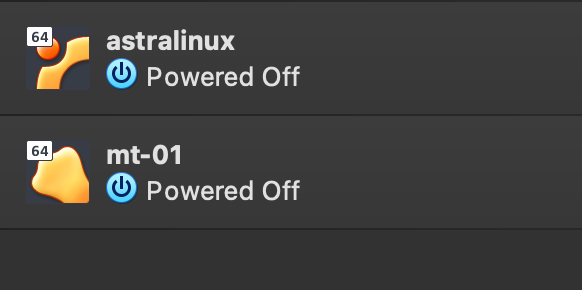 64
astralinux
Powered Off
64
mt-01
Powered Off